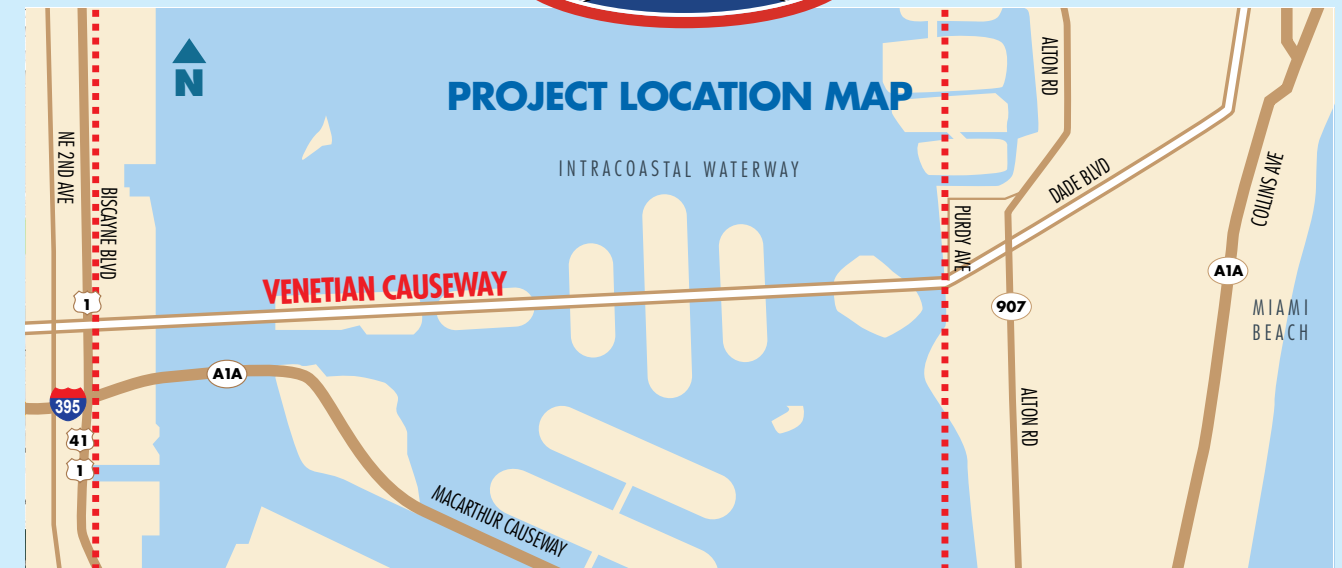 N
PROJECT LOCATION MAP
INTRACOASTAL WATERWAY
ALTON RD
NE 2ND AVE
BISCAYNE BLVD
PURDY AVE
DADE BLVD
COLLINS AVE
VENETIAN CAUSEWAY
1
A1A
907
MIAMI
BEACH
A1A
395
41
1
ALTON RD
MACARTHUR CAUSEWAY